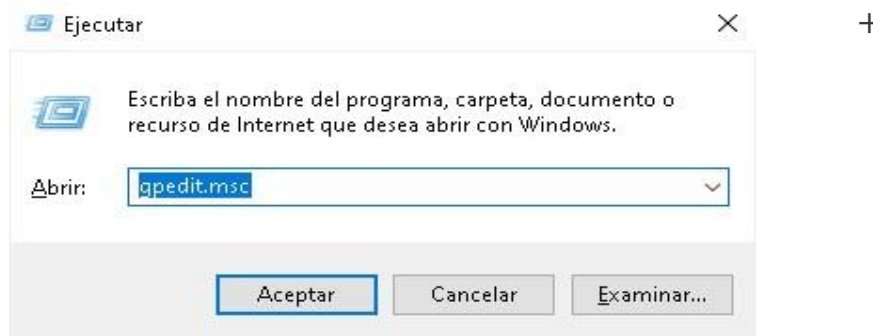 Ejecutar
+
Escriba el nombre del programa, carpeta, documento o
recurso de Internet que desea abrir con Windows.
Abrir:
gpedit.msc
Aceptar
Cancelar
Examinar...